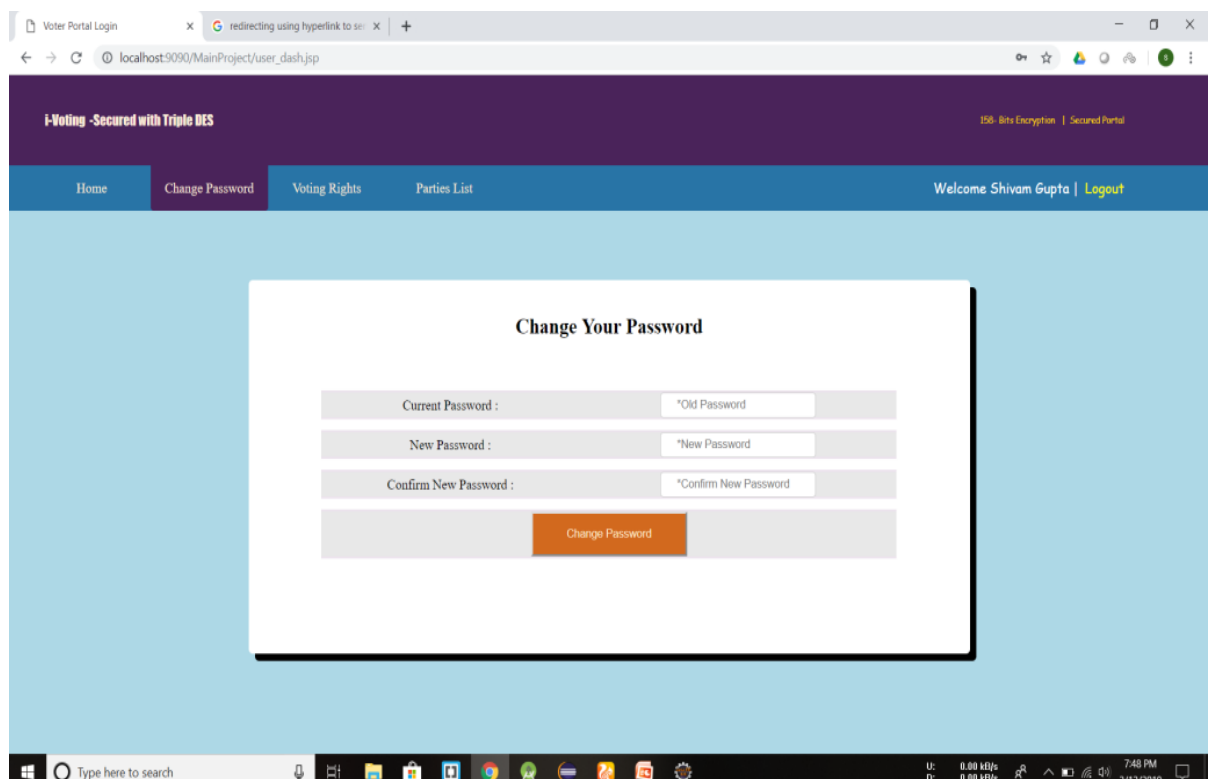 Voter Portal Login
redirecting using hyperlink to se
localhost:9090/MainProject/user_dash.jsp
i-Voting -Secured with Triple DES
158- Bits Encryption | Secured Portal
Home Change Password Voting Rights Parties List Welcome Shivam Gupta | Logout
Change Your Password
Current Password : *Old Password
New Password : *New Password
Confirm New Password : *Confirm New Password
Change Password
Type here to search
U: 0.00 kB/s
D: 0.00 kB/s
7:48 PM